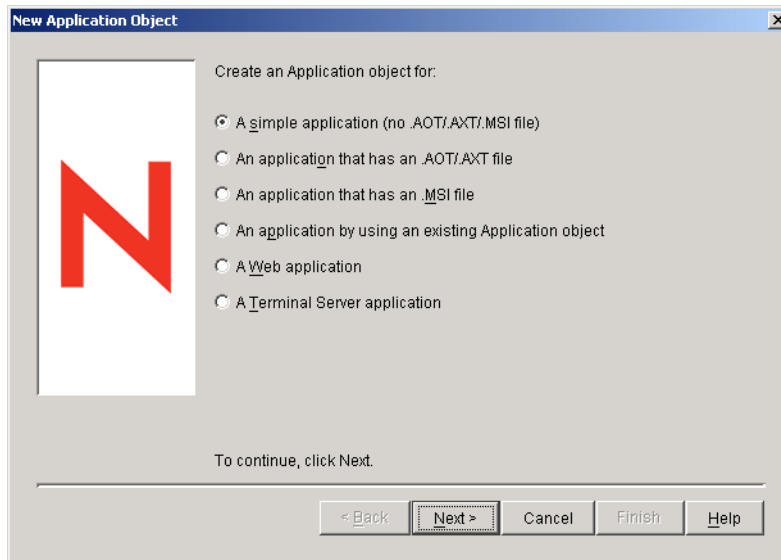 New Application Object
Create an Application object for:
A simple application (no .AOT/.AXT/.MSI file)
An application that has an .AOT/.AXT file
An application that has an .MSI file
An application by using an existing Application object
A Web application
A Terminal Server application
N
To continue, click Next.
< Back Next > Cancel Finish Help